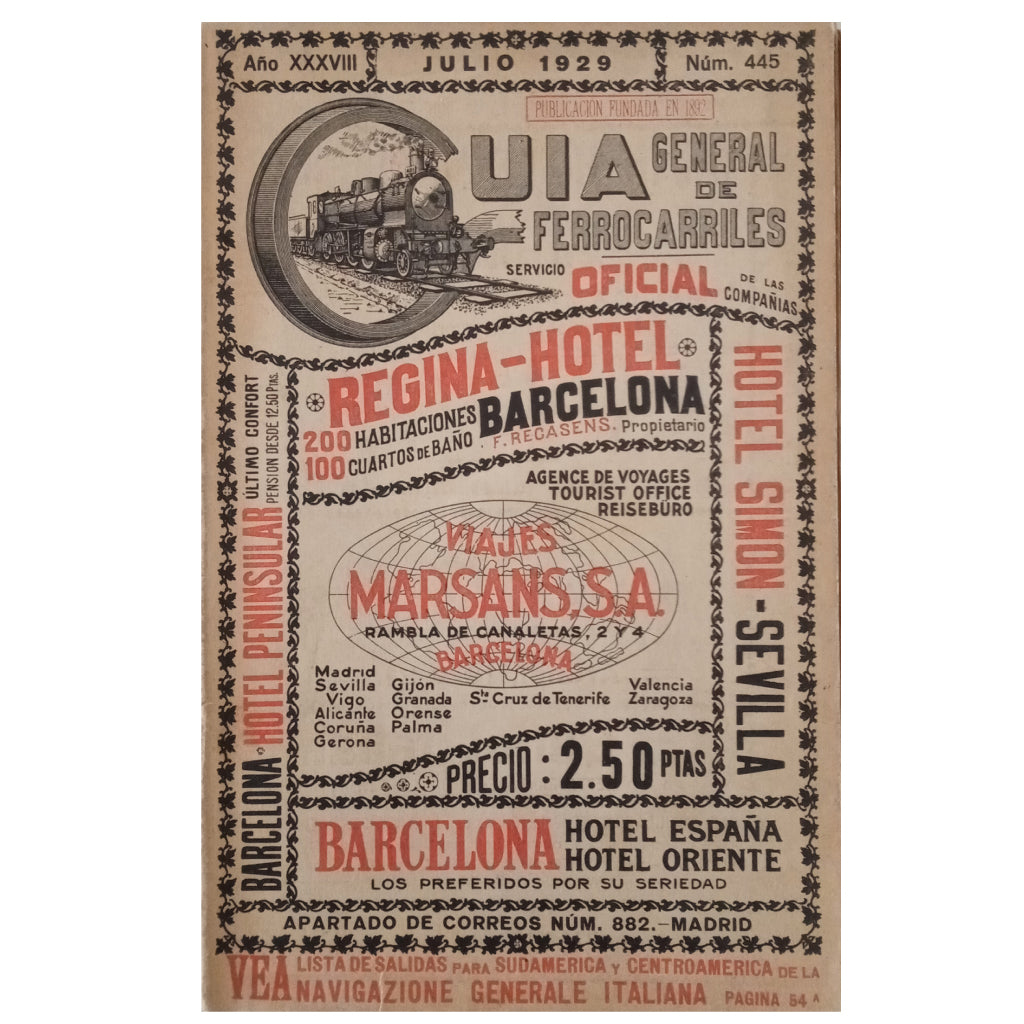 Año XXXVIII JULIO 1929 Núm. 445
PUBLICACION FUNDADA EN 1892
GUIA GENERAL
DE
FERROCARRILES
SERVICIO OFICIAL DE LAS
COMPAÑIAS
REGINA-HOTEL
200 HABITACIONES BARCELONA
100 CUARTOS DE BAÑO. F. RECASENS. Propietario
AGENCE DE VOYAGES
TOURIST OFFICE
REISEBÜRO
VIAJES
MARSANS, S.A.
RAMBLA DE CANALETAS, 2 Y 4
BARCELONA
Madrid
Sevilla Gijón Sta Cruz de Tenerife Valencia
Vigo Granada Zaragoza
Alicante Orense
Coruña Palma
Gerona
PRECIO: 2.50 PTAS
BARCELONA · HOTEL PENINSULAR ÚLTIMO CONFORT
PENSION DESDE 12.50 Ptas.
HOTEL SIMON - SEVILLA
BARCELONA HOTEL ESPAÑA
HOTEL ORIENTE
LOS PREFERIDOS POR SU SERIEDAD
APARTADO DE CORREOS NÚM. 882.-MADRID
VEA LISTA DE SALIDAS PARA SUDAMERICA Y CENTROAMERICA DE LA
NAVIGAZIONE GENERALE ITALIANA PAGINA 54 A